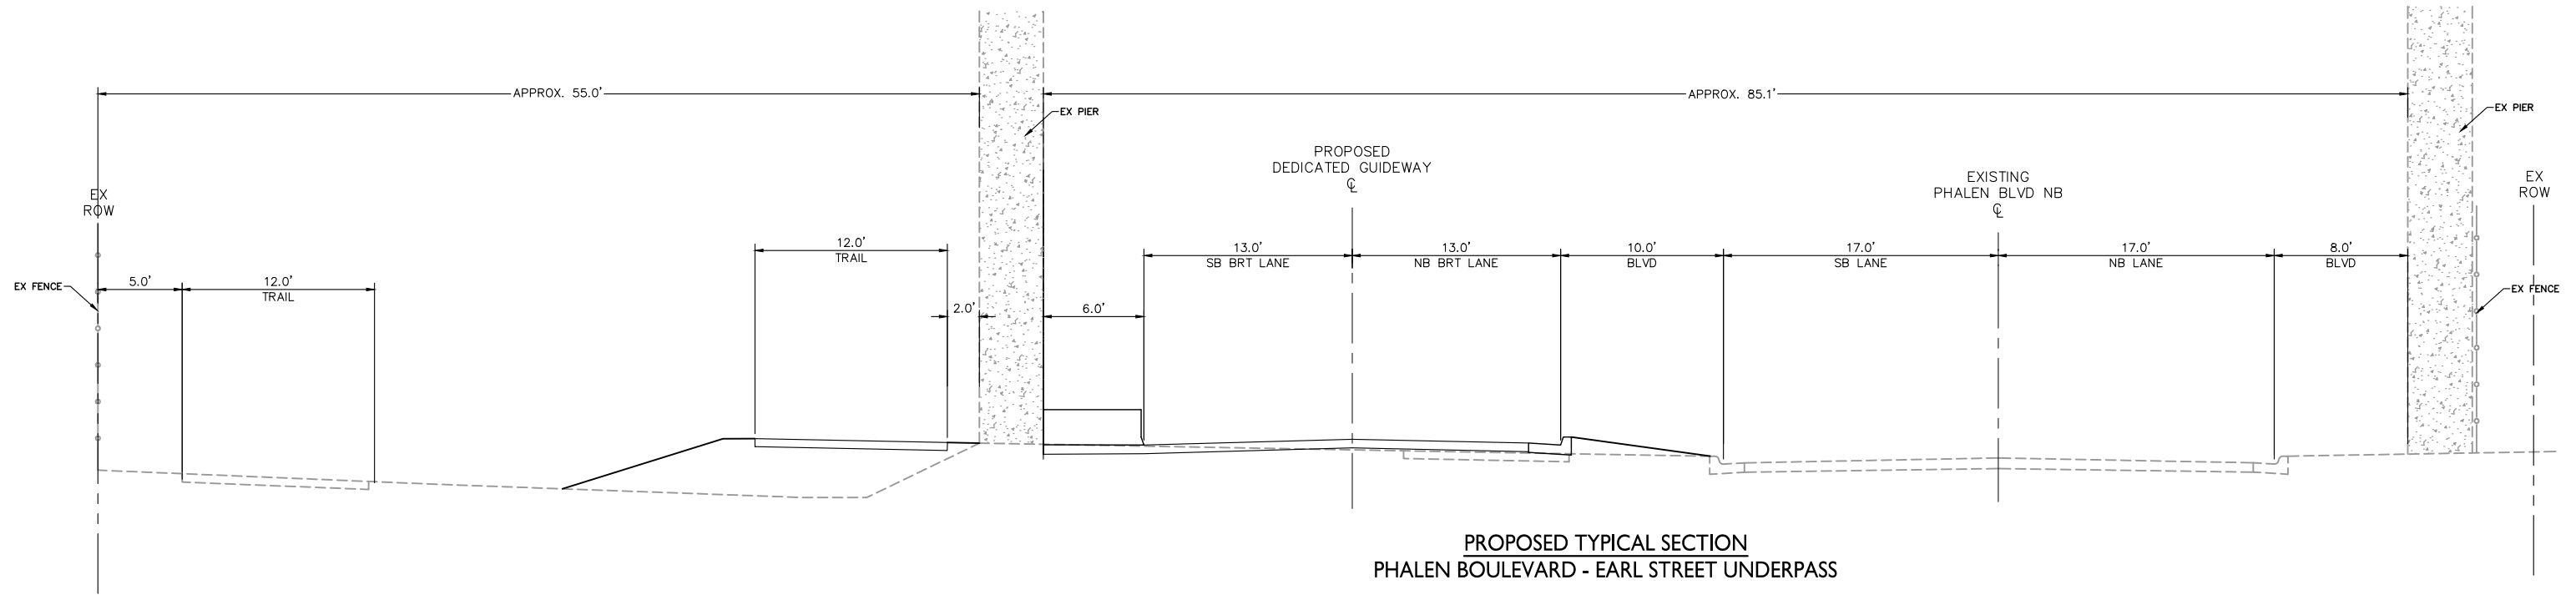 APPROX. 55.0'
APPROX. 85.1'
EX PIER
EX PIER
PROPOSED
DEDICATED GUIDEWAY
℄
EXISTING
PHALEN BLVD NB
℄
EX
ROW
EX
ROW
12.0'
TRAIL
13.0'
SB BRT LANE
13.0'
NB BRT LANE
10.0'
BLVD
17.0'
SB LANE
17.0'
NB LANE
8.0'
BLVD
EX FENCE
5.0'
12.0'
TRAIL
2.0'
6.0'
EX FENCE
PROPOSED TYPICAL SECTION
PHALEN BOULEVARD - EARL STREET UNDERPASS